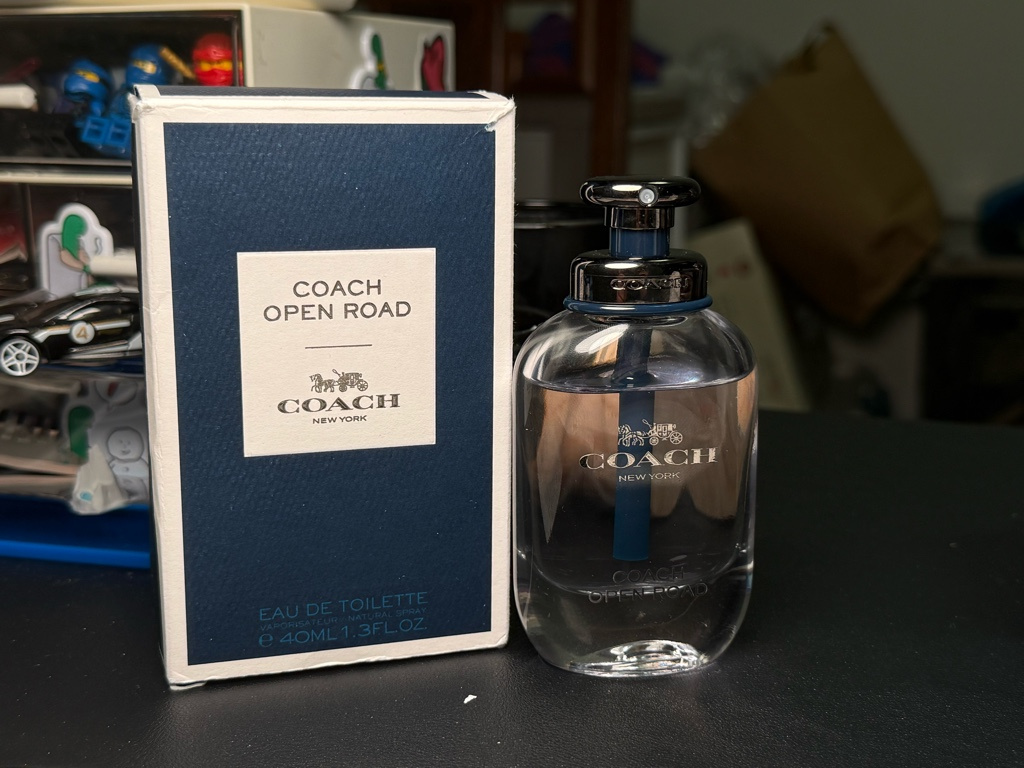 COACH
OPEN ROAD
COACH
NEW YORK
EAU DE TOILETTE
VAPORISATEUR - NATURAL SPRAY
e 40ML 1.3FL.OZ.
COACH
COACH
NEW YORK
COACH
OPEN ROAD
4